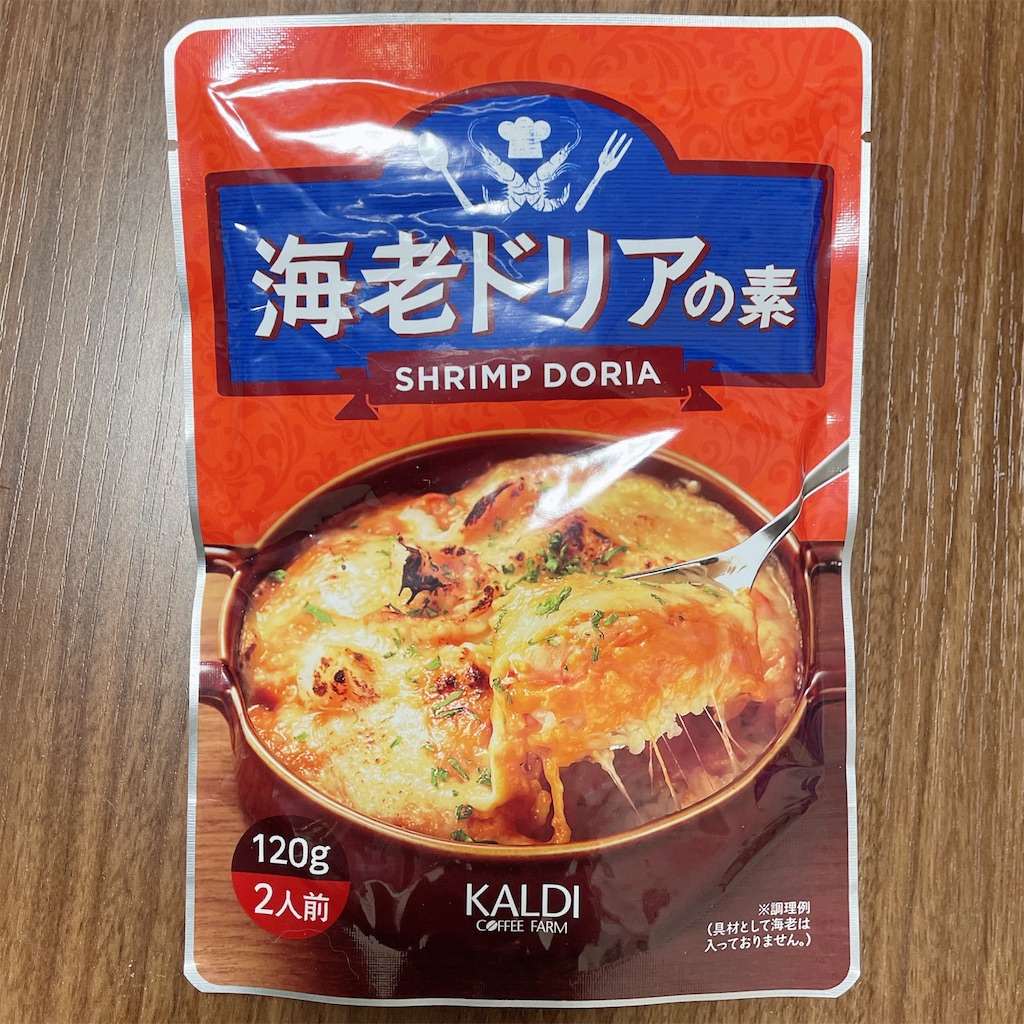 海老ドリアの素
SHRIMP DORIA
120g
2人前
KALDI
COFFEE FARM
※調理例
(具材として海老は
入っておりません。)